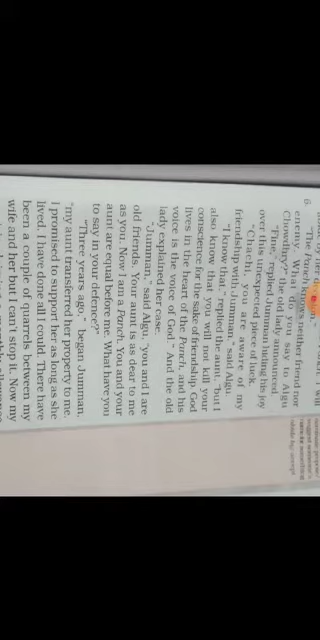 will
6. "The Panch knows neither friend nor
enemy. What do you say to Algu
Chowdhry?" the old lady announced.
"Fine," replied Jumman hiding his joy
over this unexpected piece of luck.
"Chachi, you are aware of my
friendship with Jumman," said Algu.
"I know that," replied the aunt, "but I
also know that you will not kill your
conscience for the sake of friendship. God
lives in the heart of the Panch, and his
voice is the voice of God." And the old
lady explained her case.
"Jumman," said Algu, "you and I are
old friends. Your aunt is as dear to me
as you. Now I am a Panch. You and your
aunt are equal before me. What have you
to say in your defence?"
"Three years ago," began Jumman,
"my aunt transferred her property to me.
I promised to support her as long as she
lived. I have done all I could. There have
been a couple of quarrels between my
wife and her but I can't stop it. Now my